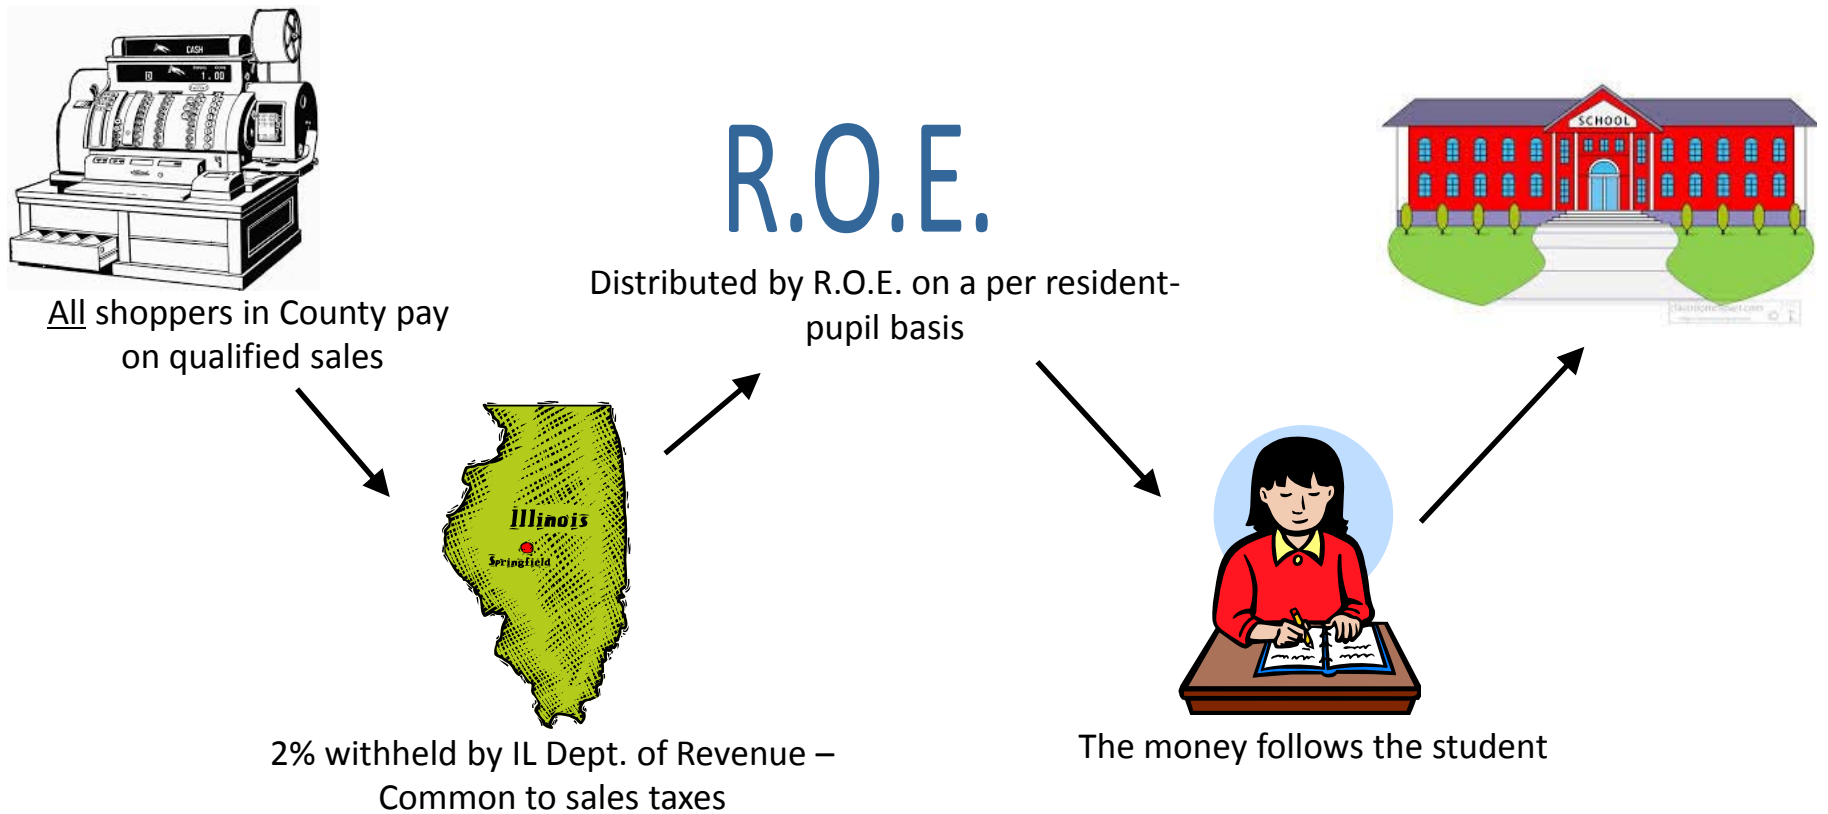 CASH
1.00
All shoppers in County pay
on qualified sales
Illinois
Springfield
2% withheld by IL Dept. of Revenue –
Common to sales taxes
R.O.E.
Distributed by R.O.E. on a per resident-
pupil basis
The money follows the student
SCHOOL